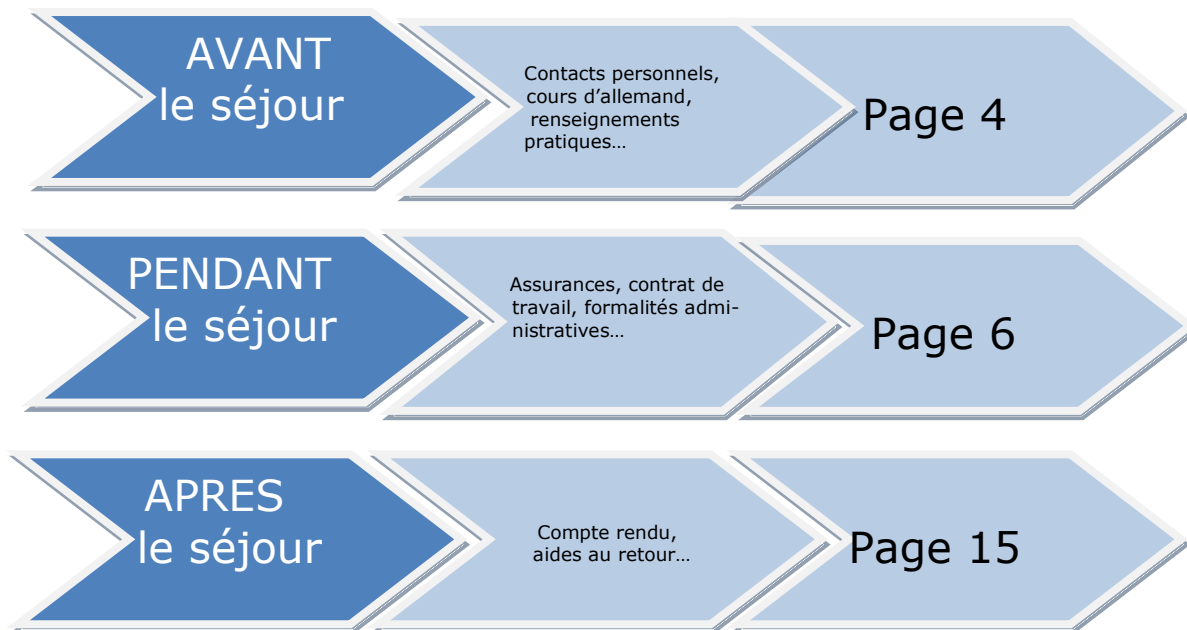 AVANT
le séjour
Contacts personnels,
cours d’allemand,
renseignements
pratiques…
Page 4
PENDANT
le séjour
Assurances, contrat de
travail, formalités admi-
nistratives…
Page 6
APRES
le séjour
Compte rendu,
aides au retour…
Page 15